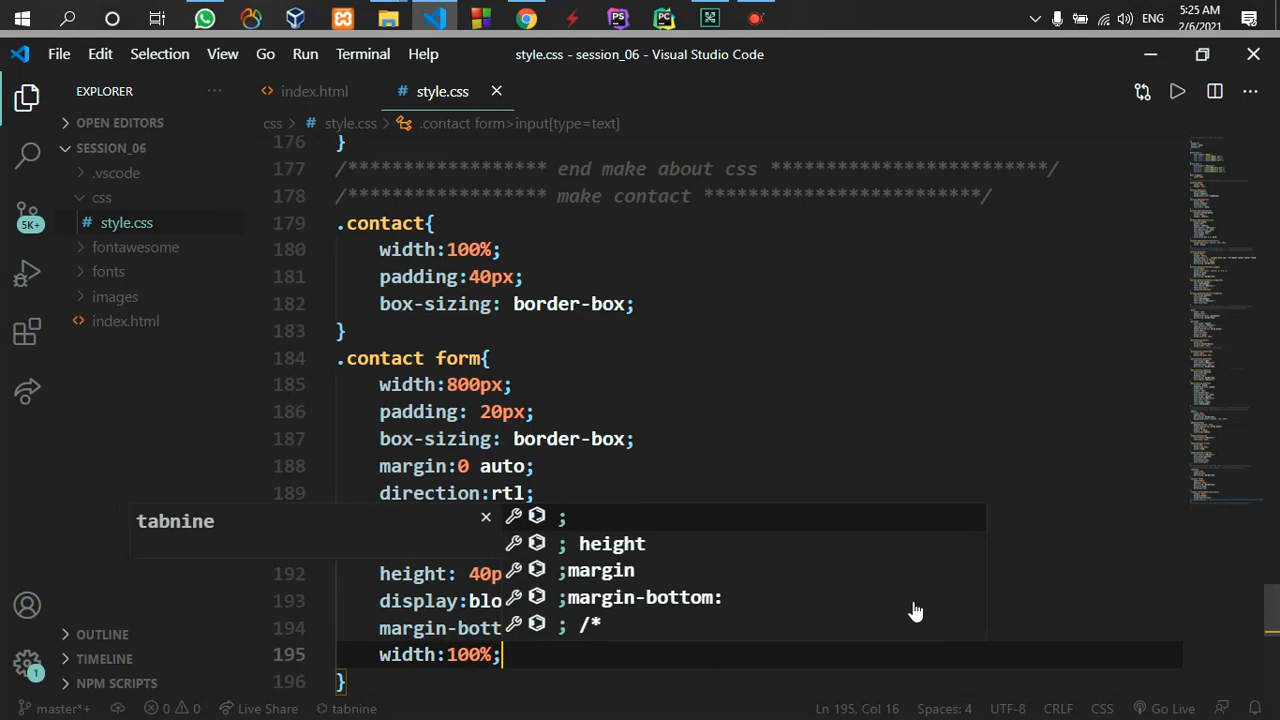 5:25 AM
ENG
2/6/2021
File Edit Selection View Go Run Terminal Help
style.css - session_06 - Visual Studio Code
EXPLORER
index.html
style.css
OPEN EDITORS
css > style.css > .contact form>input[type=text]
SESSION_06
.vscode
css
style.css
fontawesome
fonts
images
index.html
5K+
OUTLINE
TIMELINE
NPM SCRIPTS
1
176 }
177 /****************** end make about css *************************/
178 /****************** make contact *************************/
179 .contact{
180 width:100%;
181 padding:40px;
182 box-sizing: border-box;
183 }
184 .contact form{
185 width:800px;
186 padding: 20px;
187 box-sizing: border-box;
188 margin:0 auto;
189 direction:rtl;
tabnine
;
; height
;margin
;margin-bottom:
; /*
192 height: 40p
193 display:blo
194 margin-bott
195 width:100%;
196 }
master*+ 0 0 Live Share tabnine Ln 195, Col 16 Spaces: 4 UTF-8 CRLF CSS Go Live